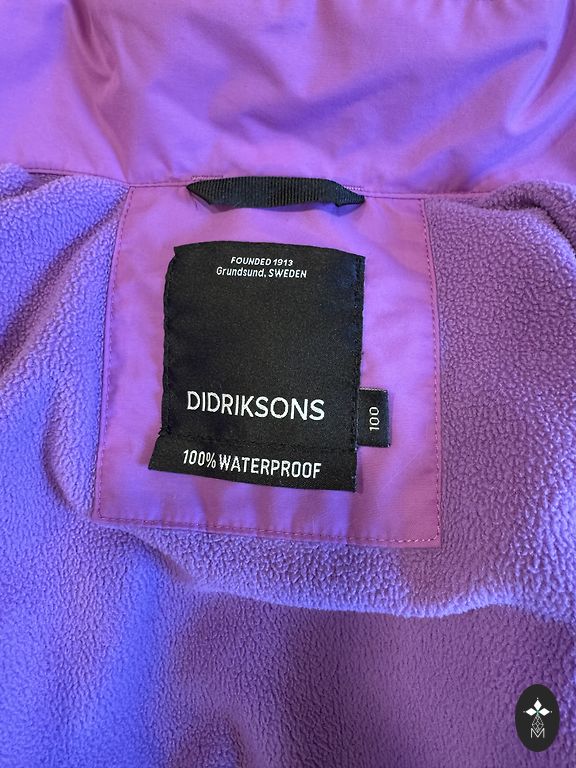 FOUNDED 1913
Grundsund, SWEDEN
DIDRIKSONS
100
100% WATERPROOF